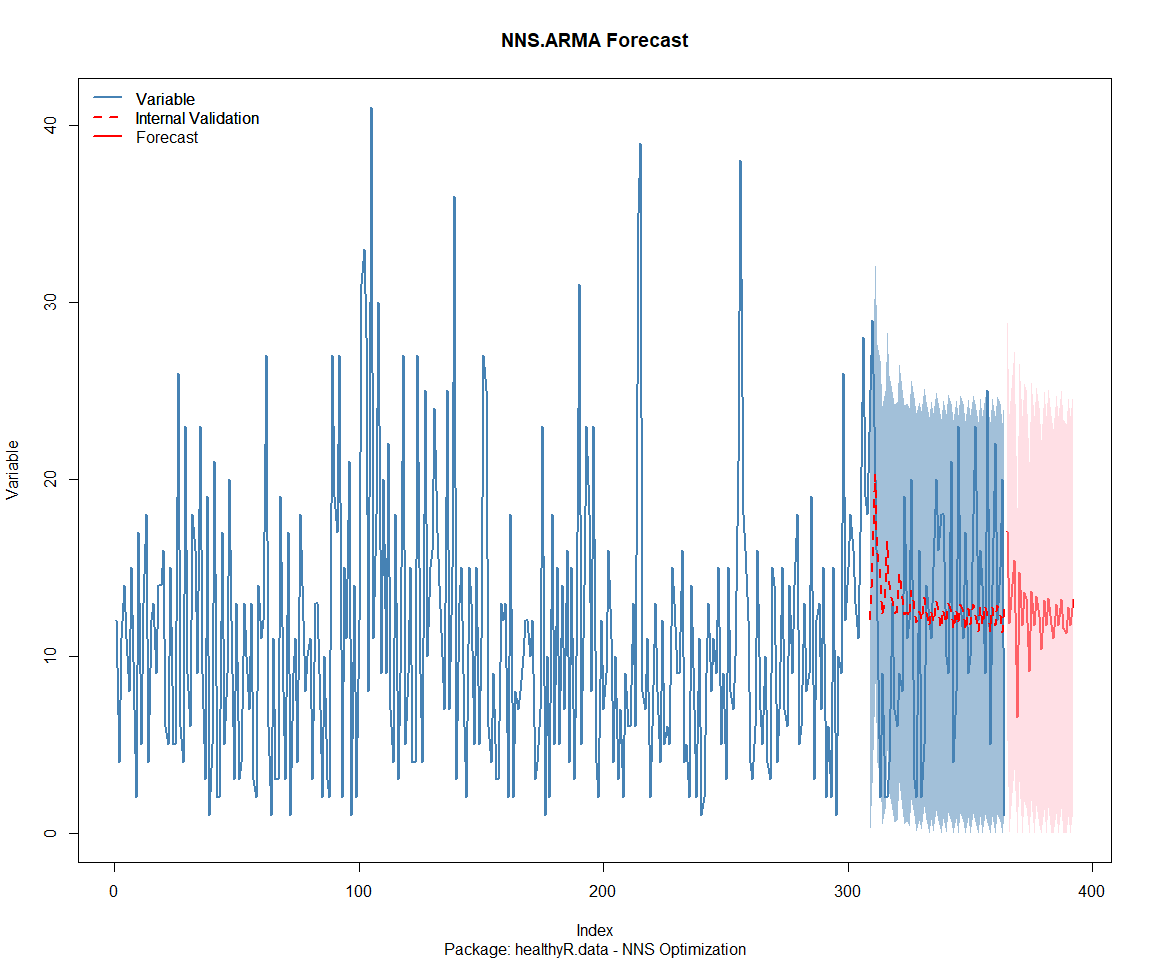 NNS.ARMA Forecast
Variable
Internal Validation
Forecast
Variable
40
30
20
10
0
0 100 200 300 400
Index
Package: healthyR.data - NNS Optimization